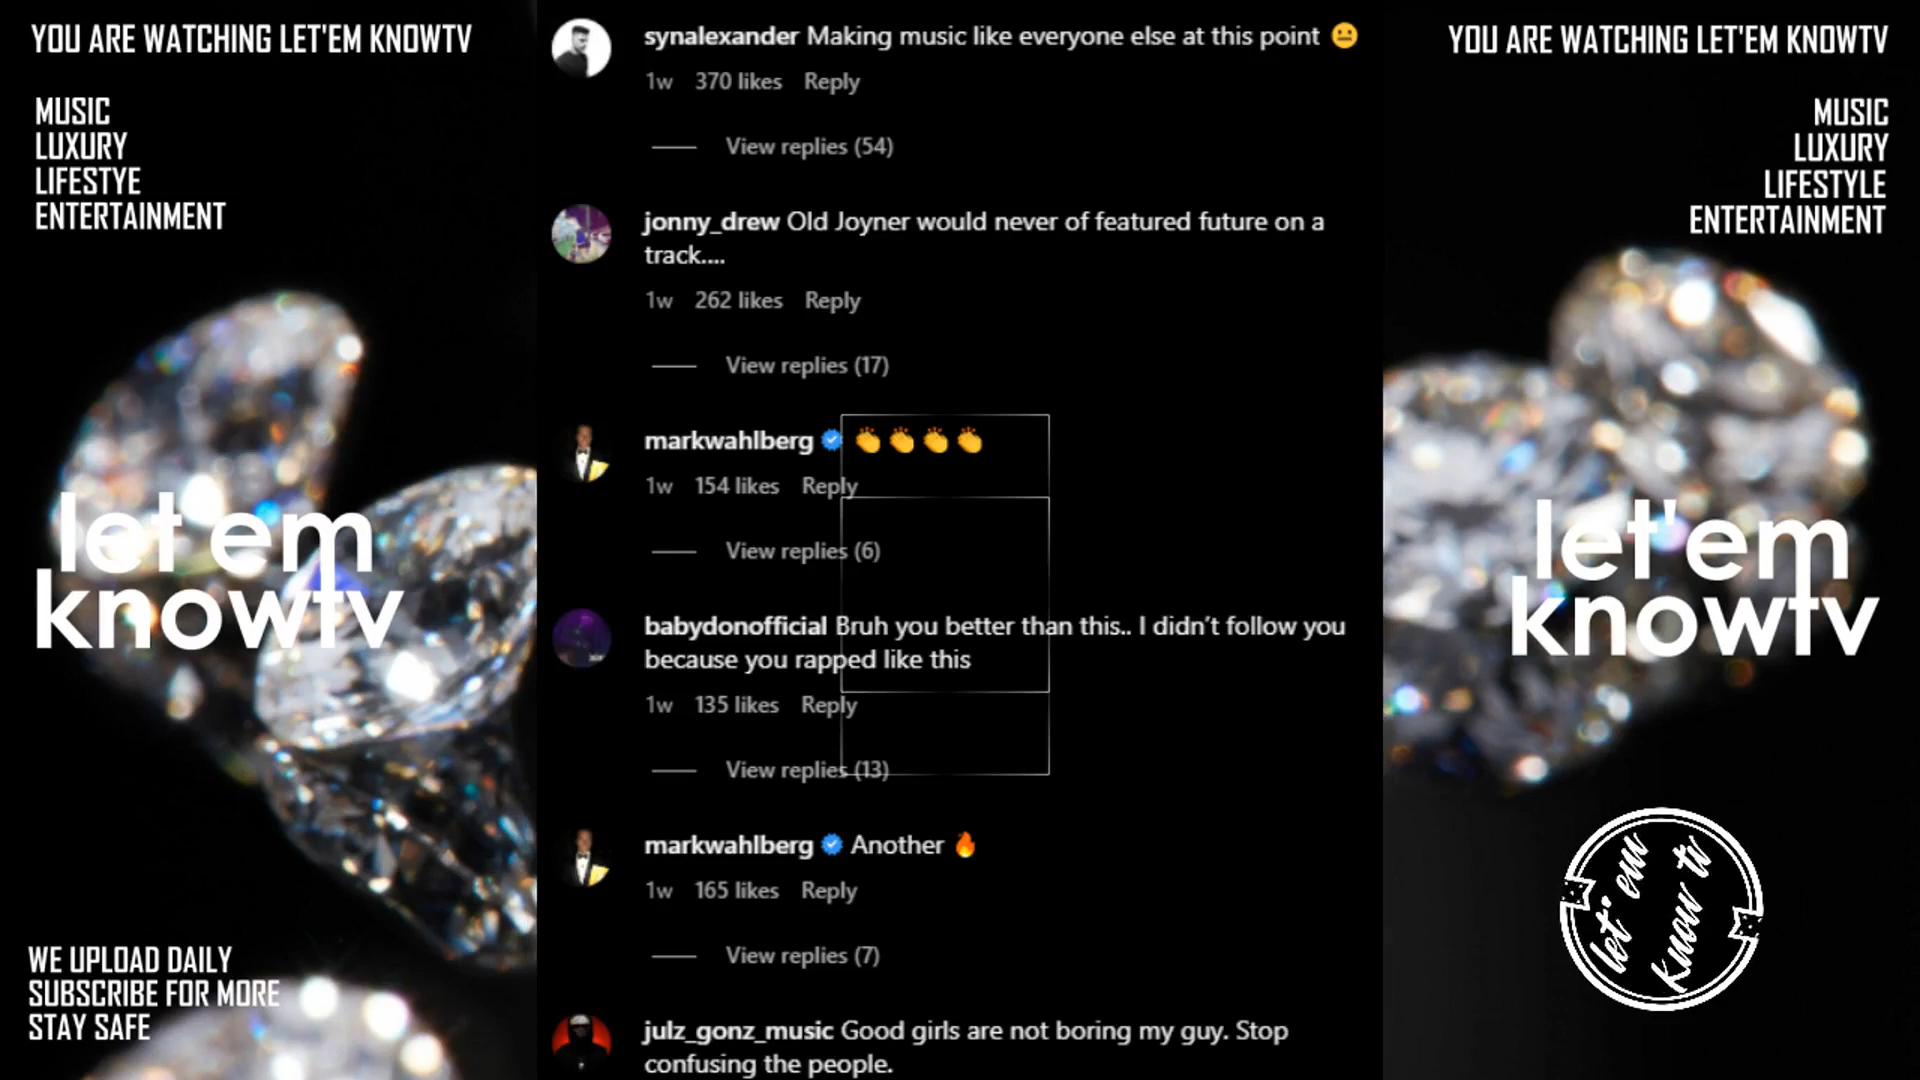 YOU ARE WATCHING LET'EM KNOWTV
MUSIC
LUXURY
LIFESTYE
ENTERTAINMENT
let'em
knowtv
WE UPLOAD DAILY
SUBSCRIBE FOR MORE
STAY SAFE
synalexander Making music like everyone else at this point 😐
1w 370 likes Reply
View replies (54)
jonny_drew Old Joyner would never of featured future on a
track....
1w 262 likes Reply
View replies (17)
markwahlberg 👏👏👏👏
1w 154 likes Reply
View replies (6)
babydonofficial Bruh you better than this.. I didn’t follow you
because you rapped like this
1w 135 likes Reply
View replies (13)
markwahlberg Another 🔥
1w 165 likes Reply
View replies (7)
julz_gonz_music Good girls are not boring my guy. Stop
confusing the people.
YOU ARE WATCHING LET'EM KNOWTV
MUSIC
LUXURY
LIFESTYLE
ENTERTAINMENT
let'em
knowtv
let'em
know tv